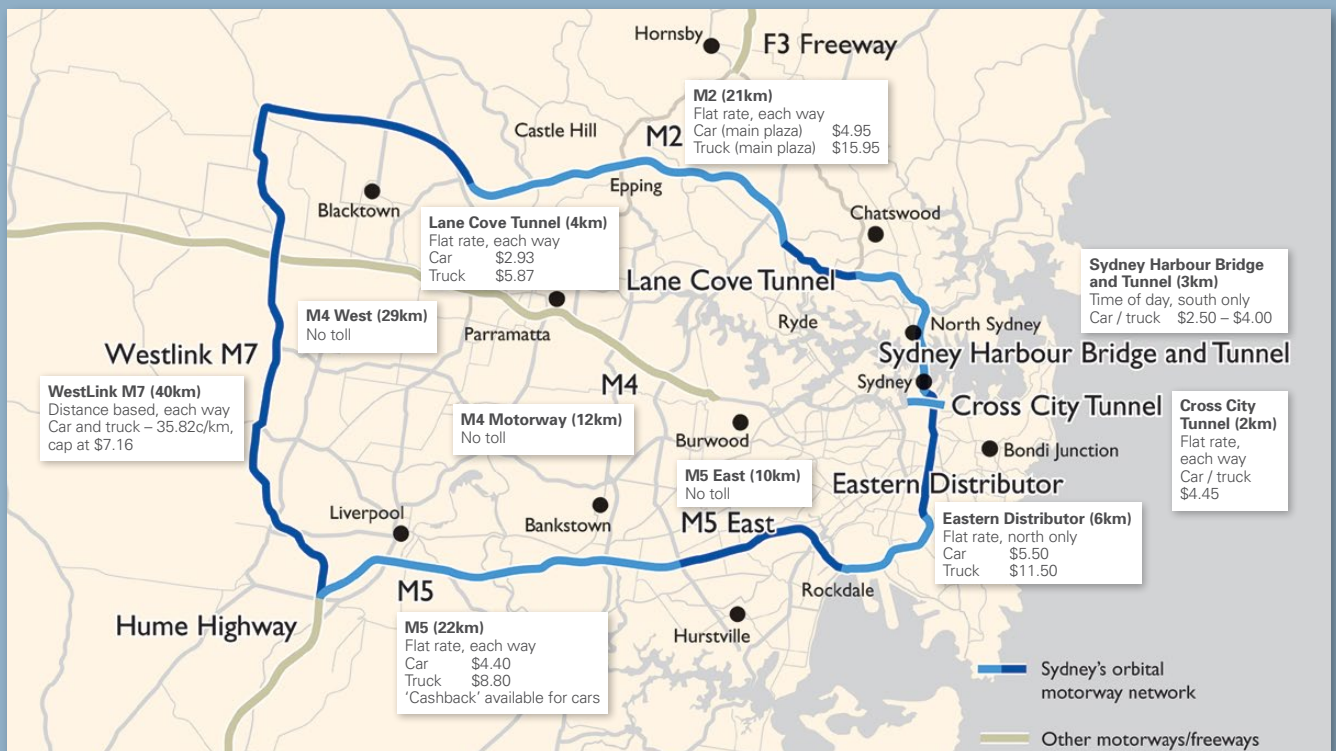 Hornsby
F3 Freeway
M2 (21km)
Flat rate, each way
Car (main plaza) $4.95
Truck (main plaza) $15.95
Castle Hill
M2
Epping
Blacktown
Chatswood
Lane Cove Tunnel (4km)
Flat rate, each way
Car $2.93
Truck $5.87
Lane Cove Tunnel
Sydney Harbour Bridge
and Tunnel (3km)
Time of day, south only
Car / truck $2.50 – $4.00
M4 West (29km)
No toll
Parramatta
Ryde
North Sydney
Westlink M7
Sydney Harbour Bridge and Tunnel
WestLink M7 (40km)
Distance based, each way
Car and truck – 35.82c/km,
cap at $7.16
M4
Sydney
Cross City Tunnel
Cross City
Tunnel (2km)
Flat rate,
each way
Car / truck
$4.45
M4 Motorway (12km)
No toll
Burwood
Bondi Junction
M5 East (10km)
No toll
Eastern Distributor
Liverpool
Bankstown
M5 East
Eastern Distributor (6km)
Flat rate, north only
Car $5.50
Truck $11.50
M5
Rockdale
Hume Highway
M5 (22km)
Flat rate, each way
Car $4.40
Truck $8.80
'Cashback' available for cars
Hurstville
Sydney's orbital
motorway network
Other motorways/freeways